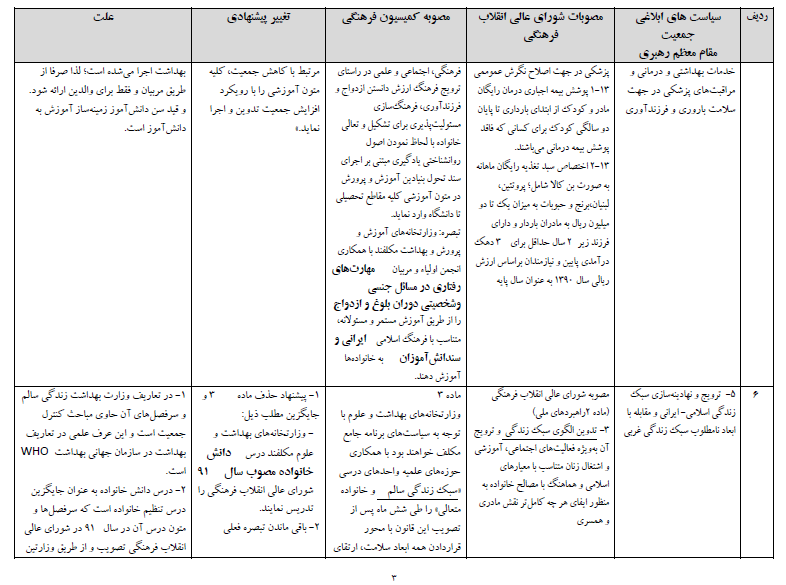 ردیف
سیاست های ابلاغی
جمعیت
مقام معظم رهبری
مصوبات شورای عالی انقلاب
فرهنگی
مصوبه کمیسیون فرهنگی
تغییر پیشنهادی
علت
خدمات بهداشتی و درمانی و
مراقبت‌های پزشکی در جهت
سلامت باروری و فرزندآوری
پزشکی در جهت اصلاح نگرش عمومی
۱-۱۳ پوشش بیمه اجباری درمان رایگان
مادر و کودک از ابتدای بارداری تا پایان
دو سالگی کودک برای کسانی که فاقد
پوشش بیمه درمانی می‌باشند.
۲-۱۳ اختصاص سبد تغذیه رایگان ماهانه
به صورت بن کالا شامل؛ پروتئین،
لبنیان،برنج و حبوبات به میزان یک تا دو
میلیون ریال به مادران باردار و دارای
فرزند زیر ۲ سال حداقل برای ۳ دهک
درآمدی پایین و نیازمندان براساس ارزش
ریالی سال ۱۳۹۰ به عنوان سال پایه
فرهنگی، اجتماعی و علمی در راستای
ترویج فرهنگ ارزش دانستن ازدواج و
فرزندآوری، فرهنگ‌سازی
مسئولیت‌پذیری برای تشکیل و تعالی
خانواده با لحاظ نمودن اصول
روانشناختی یادگیری مبتنی بر اجرای
سند تحول بنیادین آموزش و پرورش
در متون آموزشی کلیه مقاطع تحصیلی
تا دانشگاه وارد نماید.
تبصره: وزارتخانه‌های آموزش و
پرورش و بهداشت مکلفند با همکاری
انجمن اولیاء و مربیان مهارت‌های
رفتاری در مسائل جنسی
وشخصیتی دوران بلوغ و ازدواج
را از طریق آموزش مستمر و مسئولانه،
متناسب با فرهنگ اسلامی ایرانی و
سندانش‌آموزان به خانواده‌ها
آموزش دهند.
مرتبط با کاهش جمعیت، کلیه
متون آموزشی را با رویکرد
افزایش جمعیت تدوین و اجرا
نماید.»
بهداشت اجرا می‌شده است؛ لذا صرفا از
طریق مربیان و فقط برای والدین ارائه شود.
و قید سن دانش‌آموز زمینه‌ساز آموزش به
دانش‌آموز است.
۶
۵- ترویج و نهادینه‌سازی سبک
زندگی اسلامی- ایرانی و مقابله با
ابعاد نامطلوب سبک زندگی غربی
مصوبه شورای عالی انقلاب فرهنگی
(ماده ۲راهبردهای ملی)
۳- تدوین الگوی سبک زندگی و ترویج
آن به‌ویژه فعالیت‌های اجتماعی، آموزشی
و اشتغال زنان متناسب با معیارهای
اسلامی و هماهنگ با مصالح خانواده به
منظور ایفای هر چه کامل‌تر نقش مادری
و همسری
ماده ۳
وزارتخانه‌های بهداشت و علوم با
توجه به سیاست‌های برنامه جامع
مکلف خواهند بود با همکاری
حوزه‌های علمیه واحدهای درسی
«سبک زندگی سالم و خانواده
متعالی» را طی شش ماه پس از
تصویب این قانون با محور
قراردادن همه ابعاد سلامت، ارتقای
۱- پیشنهاد حذف ماده ۳ و
جایگزین مطلب ذیل:
- وزارتخانه‌های بهداشت و
علوم مکلفند درس دانش
خانواده مصوب سال ۹۱
شورای عالی انقلاب فرهنگی را
تدریس نمایند.
۲- باقی ماندن تبصره فعلی
۱- در تعاریف وزارت بهداشت زندگی سالم
و سرفصل‌های آن حاوی مباحث کنترل
جمعیت است و این عرف علمی در تعاریف
بهداشت در سازمان جهانی بهداشت WHO
است.
۲- درس دانش خانواده به عنوان جایگزین
درس تنظیم خانواده است که سرفصل‌ها و
متون درس آن در سال ۹۱ در شورای عالی
انقلاب فرهنگی تصویب و از طریق وزارتین
۳